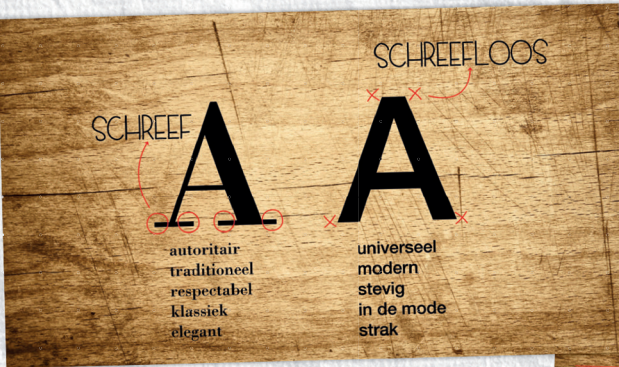 SCHREEFLOOS
SCHREEF
A
A
autoritair
traditioneel
respectabel
klassiek
elegant
universeel
modern
stevig
in de mode
strak